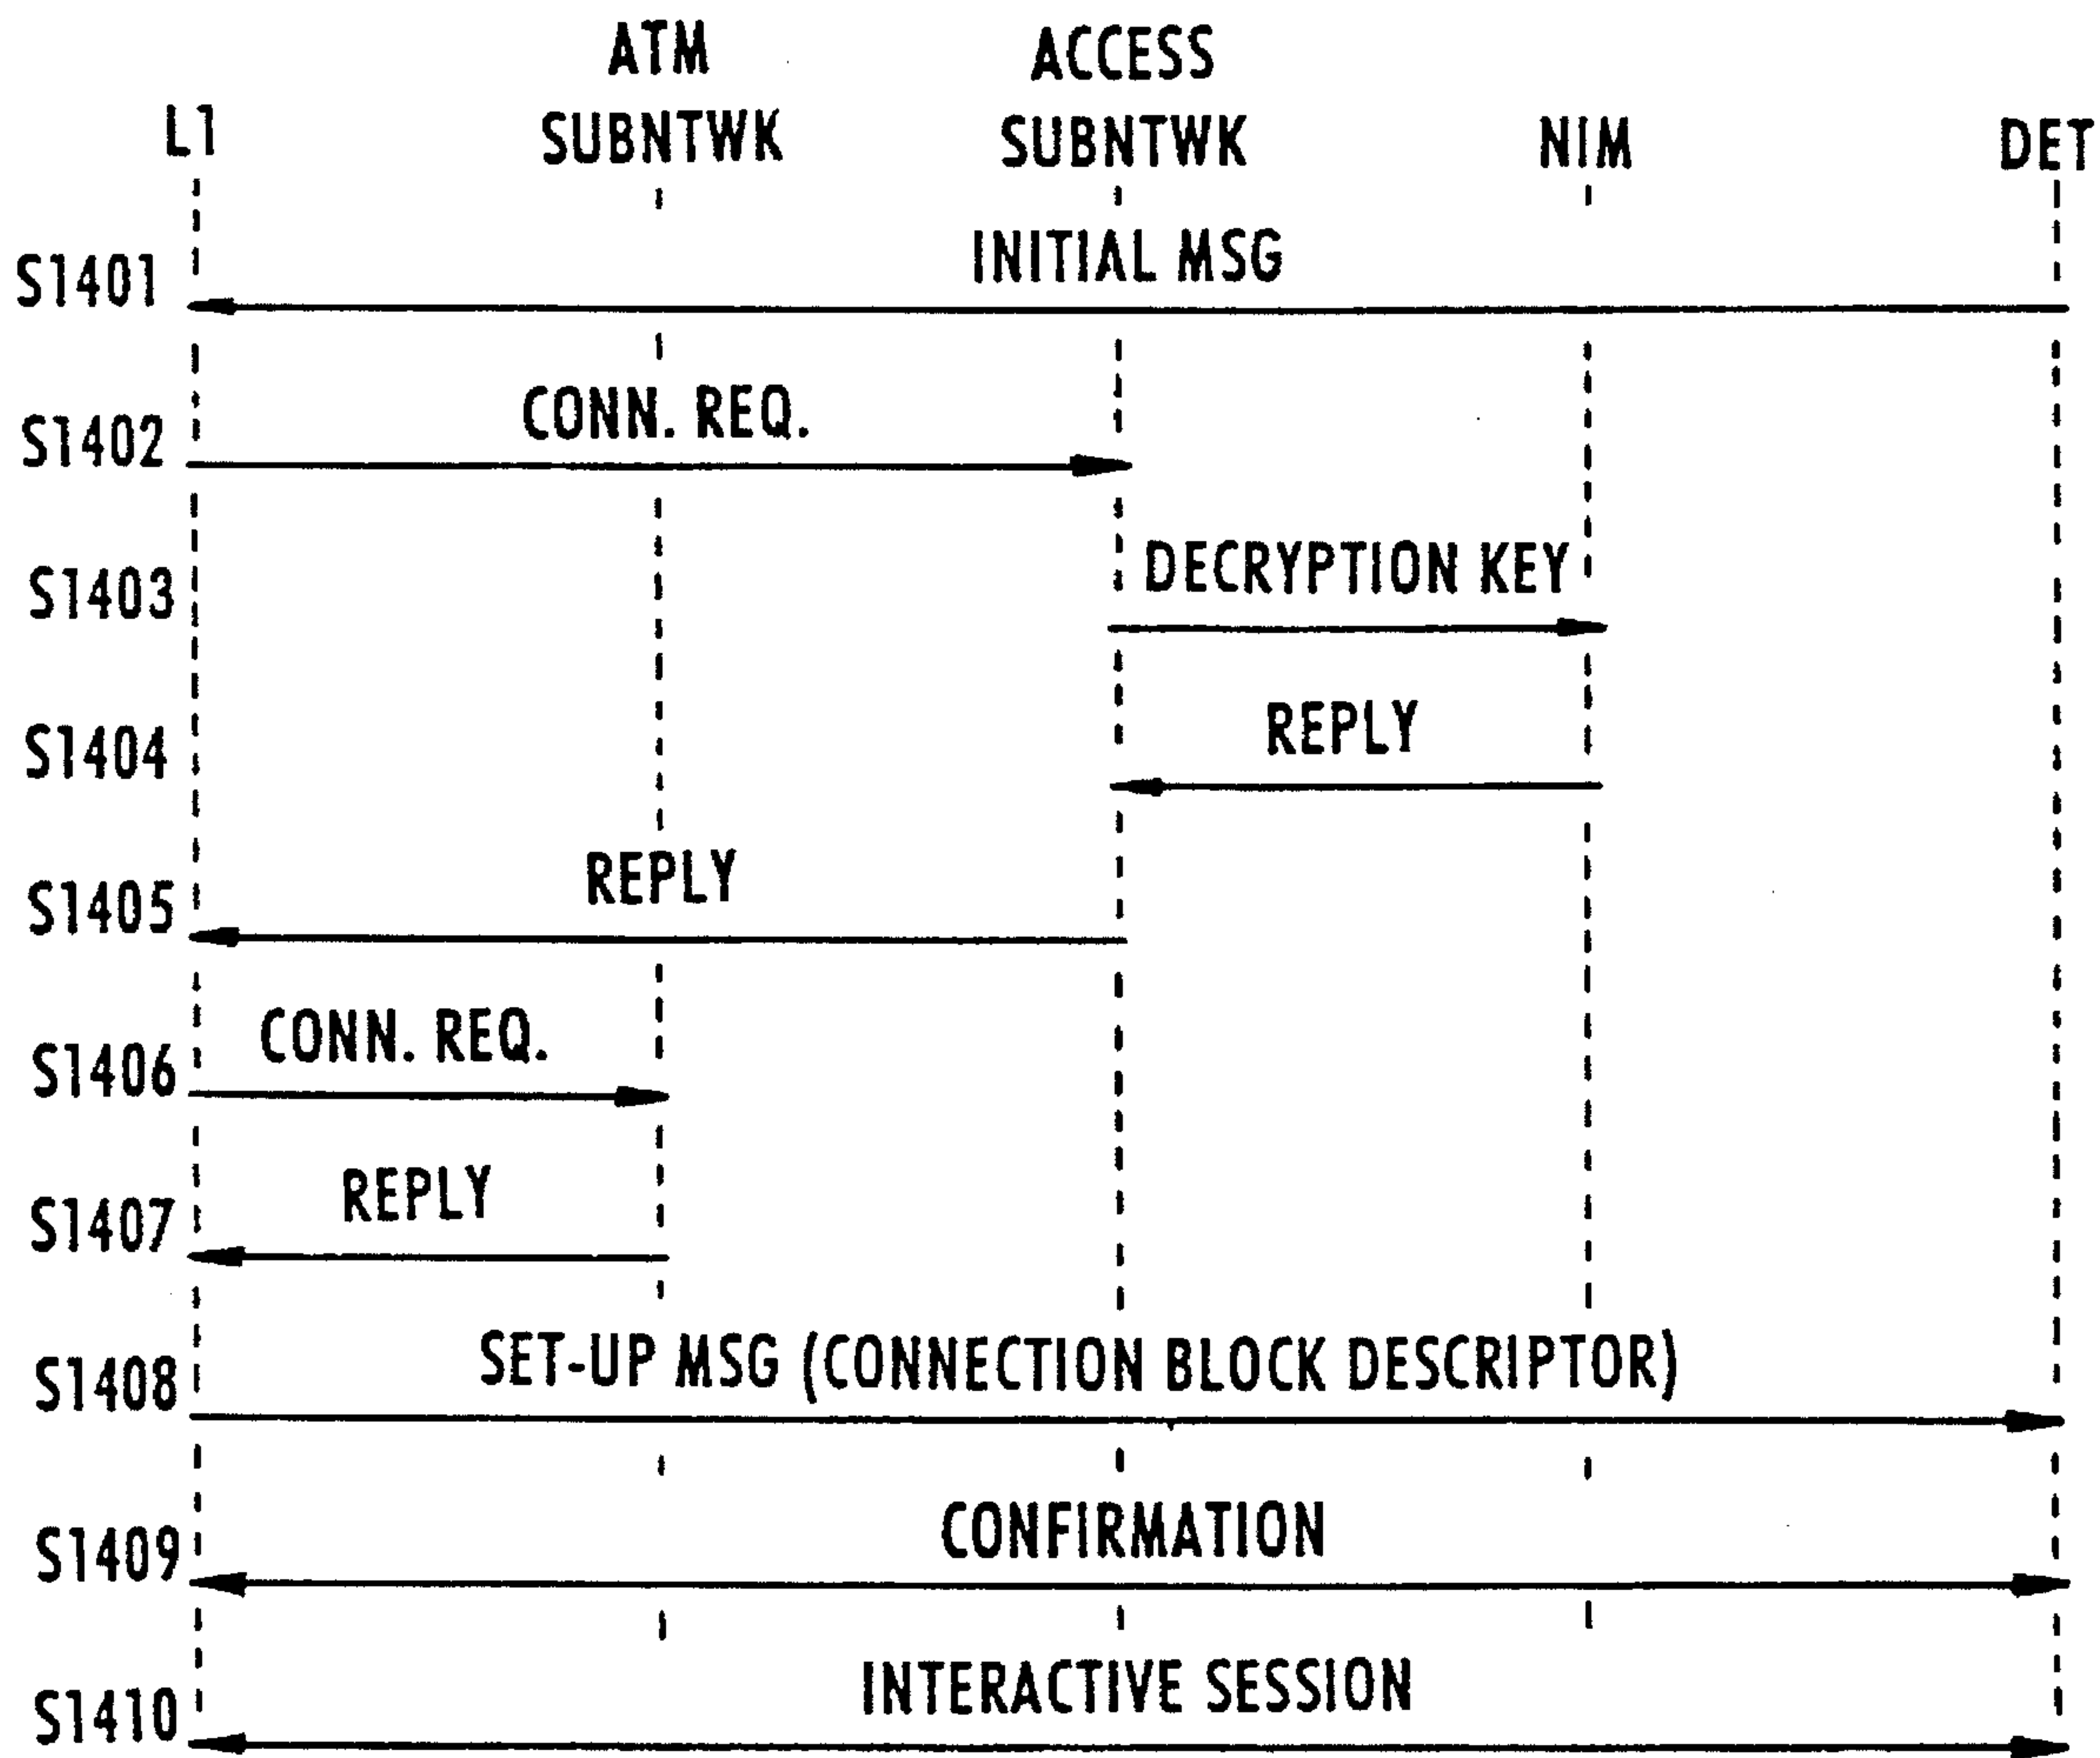 ATM
SUBNTWK
ACCESS
SUBNTWK
L1
NIM
DET
S1401
INITIAL MSG
S1402
CONN. REQ.
S1403
DECRYPTION KEY
S1404
REPLY
S1405
REPLY
S1406
CONN. REQ.
S1407
REPLY
S1408
SET-UP MSG (CONNECTION BLOCK DESCRIPTOR)
S1409
CONFIRMATION
S1410
INTERACTIVE SESSION